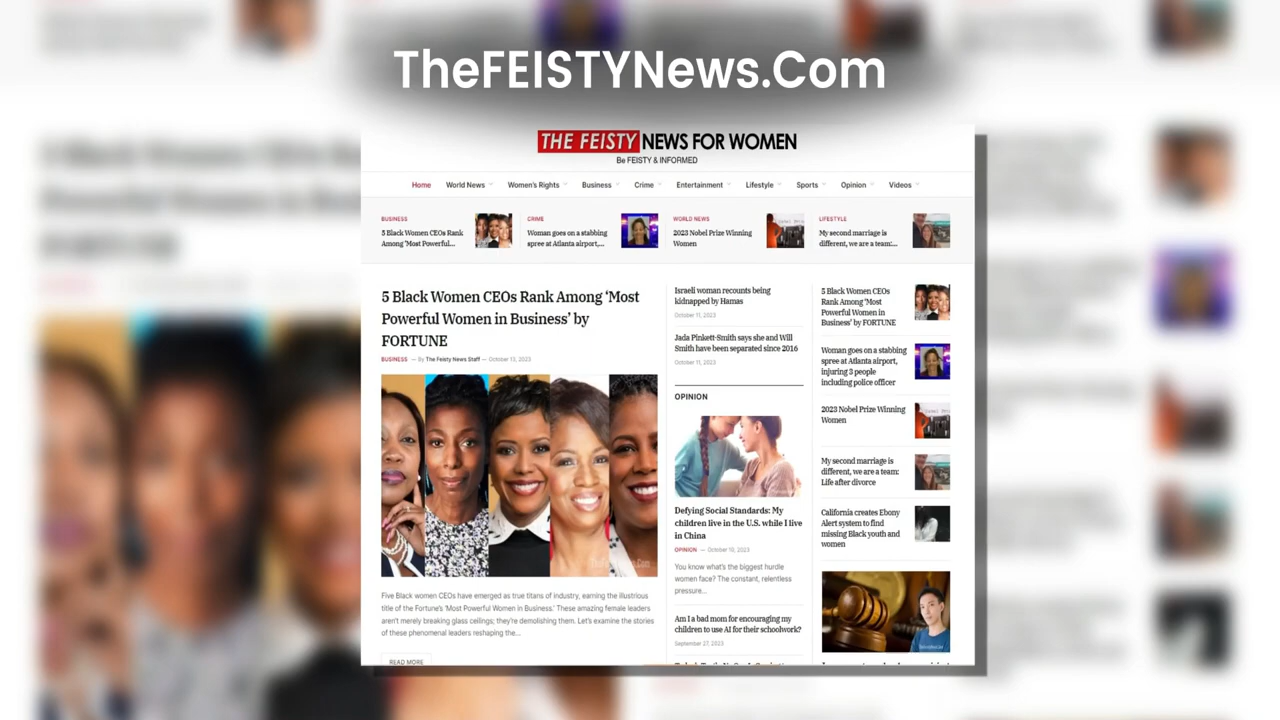 TheFEISTYNews.Com
THE FEISTY NEWS FOR WOMEN
Be FEISTY & INFORMED
Home World News Women's Rights Business Crime Entertainment Lifestyle Sports Opinion Videos
BUSINESS
5 Black Women CEOs Rank
Among 'Most Powerful...
CRIME
Woman goes on a stabbing
spree at Atlanta airport,...
WORLD NEWS
2023 Nobel Prize Winning
Women
LIFESTYLE
My second marriage is
different, we are a team:...
5 Black Women CEOs Rank Among 'Most
Powerful Women in Business' by
FORTUNE
BUSINESS — By The Feisty News Staff — October 13, 2023
Five Black women CEOs have emerged as true titans of industry, earning the illustrious
title of the Fortune's 'Most Powerful Women in Business.' These amazing female leaders
aren't merely breaking glass ceilings; they're demolishing them. Let's examine the stories
of these phenomenal leaders reshaping the...
READ MORE
Israeli woman recounts being
kidnapped by Hamas
October 11, 2023
Jada Pinkett-Smith says she and Will
Smith have been separated since 2016
October 11, 2023
OPINION
Defying Social Standards: My
children live in the U.S. while I live
in China
OPINION — October 10, 2023
You know what's the biggest hurdle
women face? The constant, relentless
pressure...
Am I a bad mom for encouraging my
children to use AI for their schoolwork?
September 27, 2023
5 Black Women CEOs
Rank Among 'Most
Powerful Women in
Business' by FORTUNE
Woman goes on a stabbing
spree at Atlanta airport,
injuring 3 people
including police officer
2023 Nobel Prize Winning
Women
My second marriage is
different, we are a team:
Life after divorce
California creates Ebony
Alert system to find
missing Black youth and
women